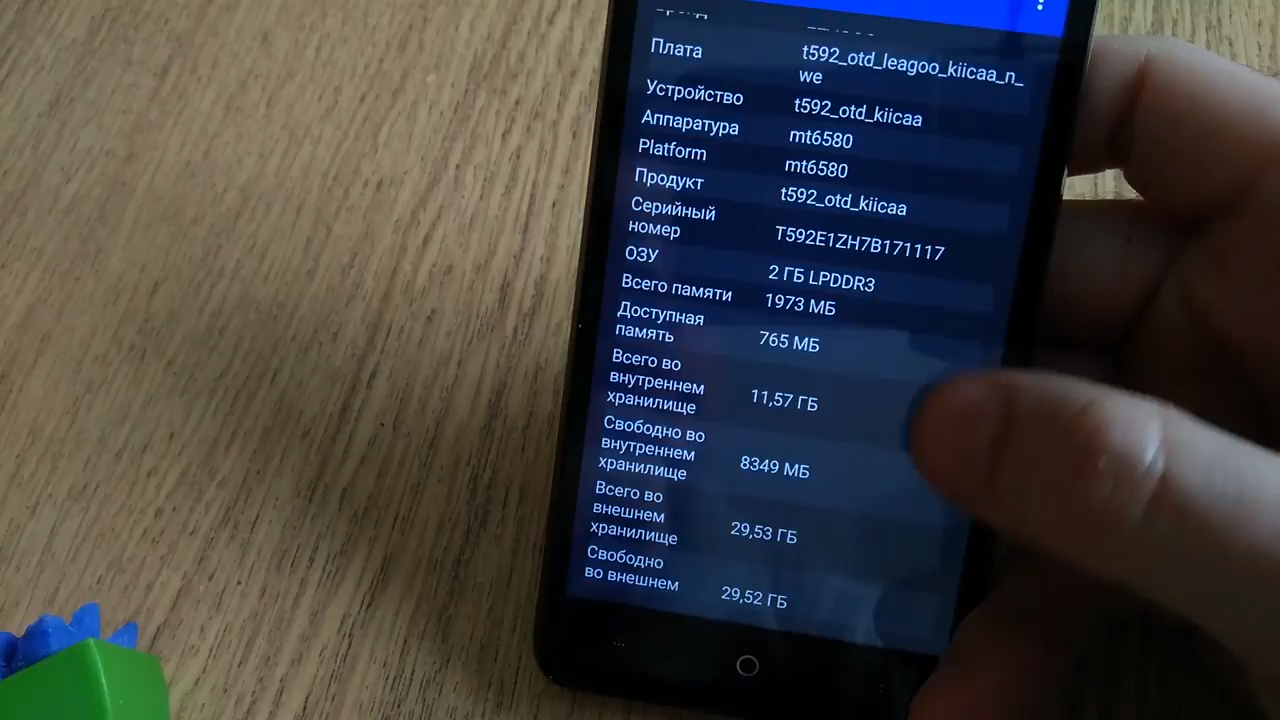 Плата
t592_otd_leagoo_kiicaa_n_
we
Устройство
t592_otd_kiicaa
Аппаратура
mt6580
Platform
mt6580
Продукт
t592_otd_kiicaa
Серийный
номер
T592E1ZH7B171117
ОЗУ
2 ГБ LPDDR3
Всего памяти
1973 МБ
Доступная
память
765 МБ
Всего во
внутреннем
хранилище
11,57 ГБ
Свободно во
внутреннем
хранилище
8349 МБ
Всего во
внешнем
хранилище
29,53 ГБ
Свободно
во внешнем
29,52 ГБ